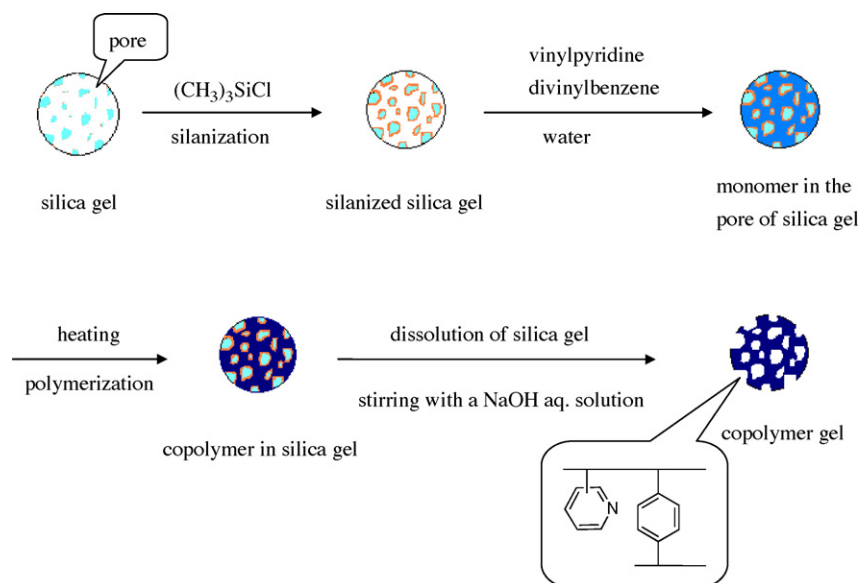 pore
(CH3)3SiCl
silanization
silica gel
silanized silica gel
vinylpyridine
divinylbenzene
water
monomer in the
pore of silica gel
heating
polymerization
copolymer in silica gel
dissolution of silica gel
stirring with a NaOH aq. solution
copolymer gel
N